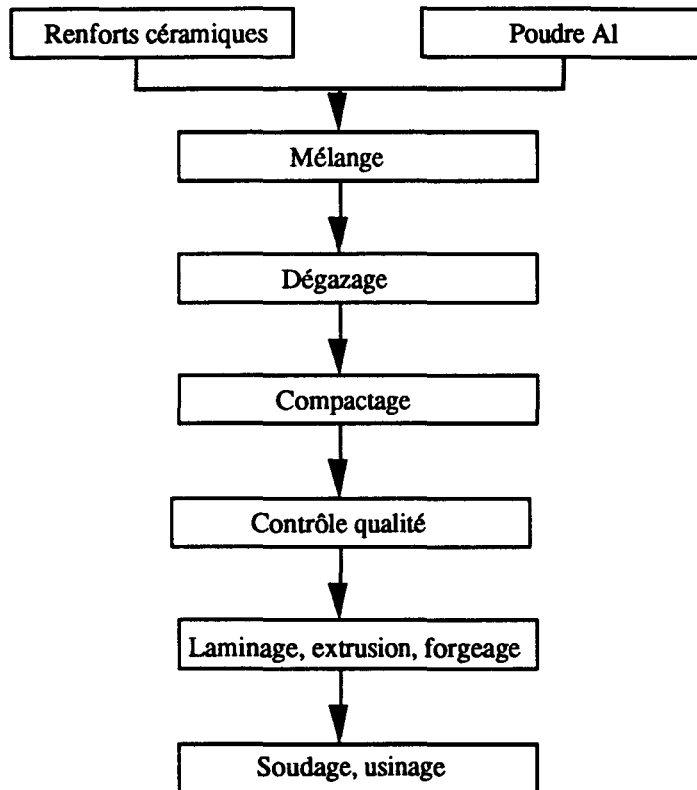 Renforts céramiques
Poudre Al
Mélange
Dégazage
Compactage
Contrôle qualité
Laminage, extrusion, forgeage
Soudage, usinage